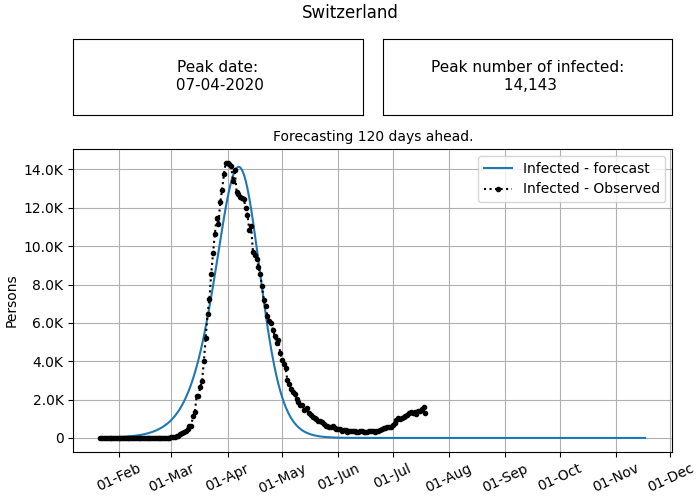 Switzerland
Peak date:
07-04-2020
Peak number of infected:
14,143
Forecasting 120 days ahead.
Infected - forecast
Infected - Observed
Persons
14.0K
12.0K
10.0K
8.0K
6.0K
4.0K
2.0K
0
01-Feb
01-Mar
01-Apr
01-May
01-Jun
01-Jul
01-Aug
01-Sep
01-Oct
01-Nov
01-Dec